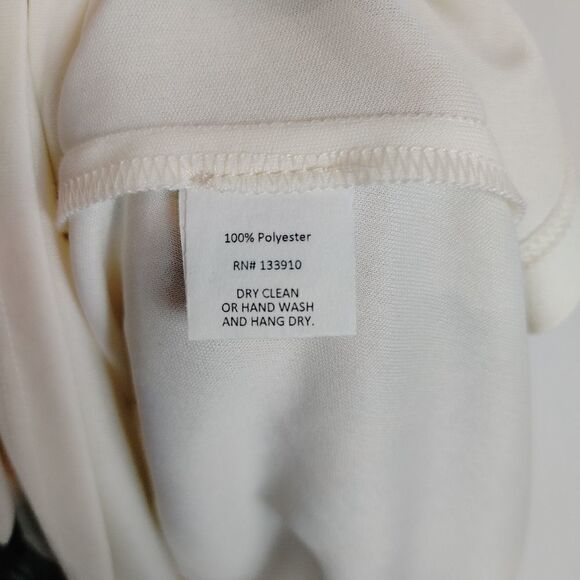 100% Polyester
RN# 133910
DRY CLEAN
OR HAND WASH
AND HANG DRY.